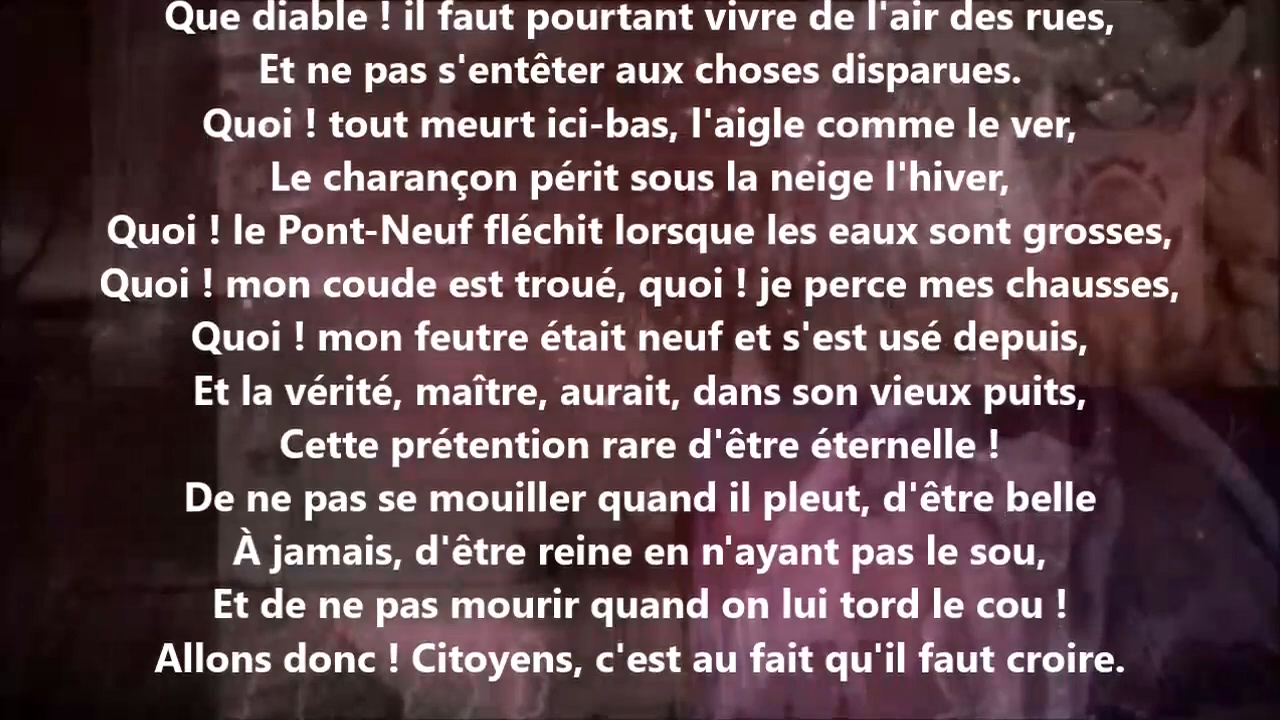 Que diable ! il faut pourtant vivre de l'air des rues,
Et ne pas s'entêter aux choses disparues.
Quoi ! tout meurt ici-bas, l'aigle comme le ver,
Le charançon périt sous la neige l'hiver,
Quoi ! le Pont-Neuf fléchit lorsque les eaux sont grosses,
Quoi ! mon coude est troué, quoi ! je perce mes chausses,
Quoi ! mon feutre était neuf et s'est usé depuis,
Et la vérité, maître, aurait, dans son vieux puits,
Cette prétention rare d'être éternelle !
De ne pas se mouiller quand il pleut, d'être belle
À jamais, d'être reine en n'ayant pas le sou,
Et de ne pas mourir quand on lui tord le cou !
Allons donc ! Citoyens, c'est au fait qu'il faut croire.